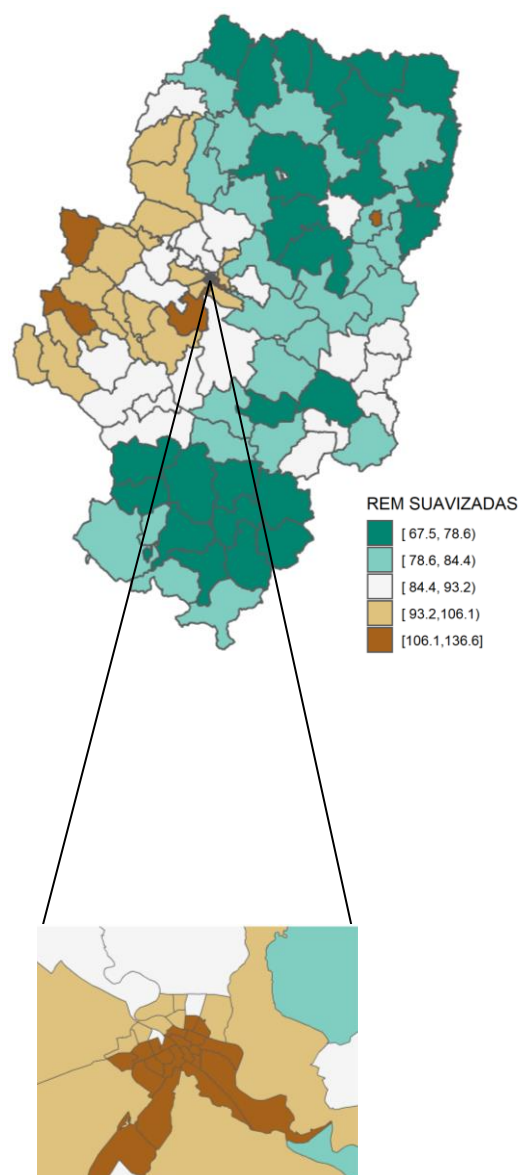 REM SUAVIZADAS
[ 67.5, 78.6)
[ 78.6, 84.4)
[ 84.4, 93.2)
[ 93.2,106.1)
[106.1,136.6]